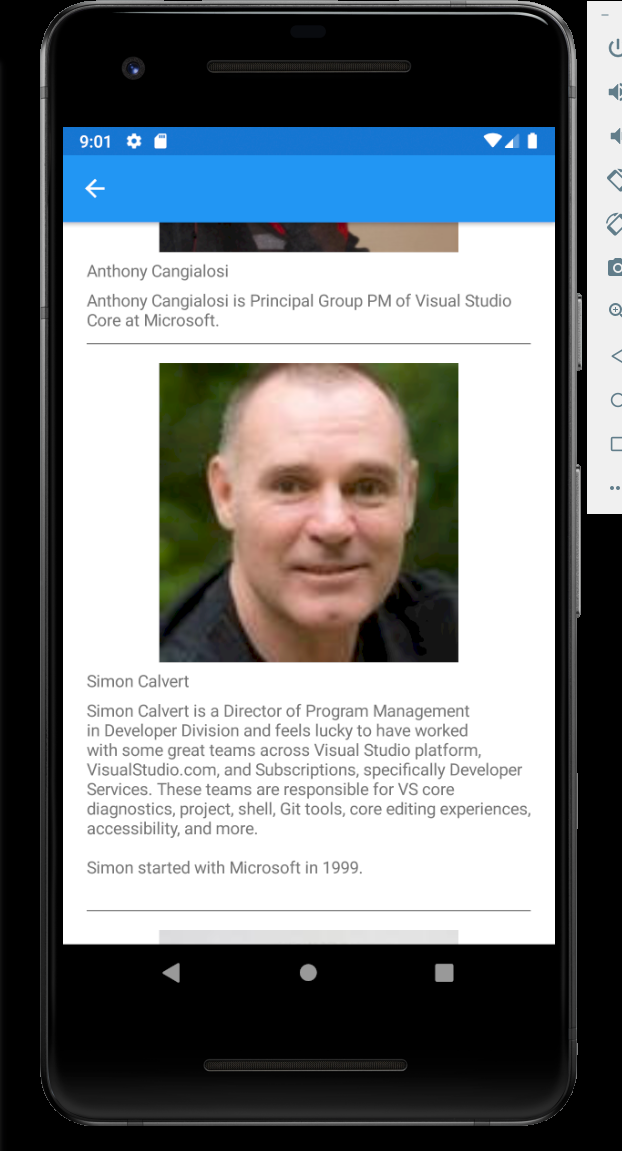 9:01
Anthony Cangialosi
Anthony Cangialosi is Principal Group PM of Visual Studio
Core at Microsoft.
Simon Calvert
Simon Calvert is a Director of Program Management
in Developer Division and feels lucky to have worked
with some great teams across Visual Studio platform,
VisualStudio.com, and Subscriptions, specifically Developer
Services. These teams are responsible for VS core
diagnostics, project, shell, Git tools, core editing experiences,
accessibility, and more.
Simon started with Microsoft in 1999.